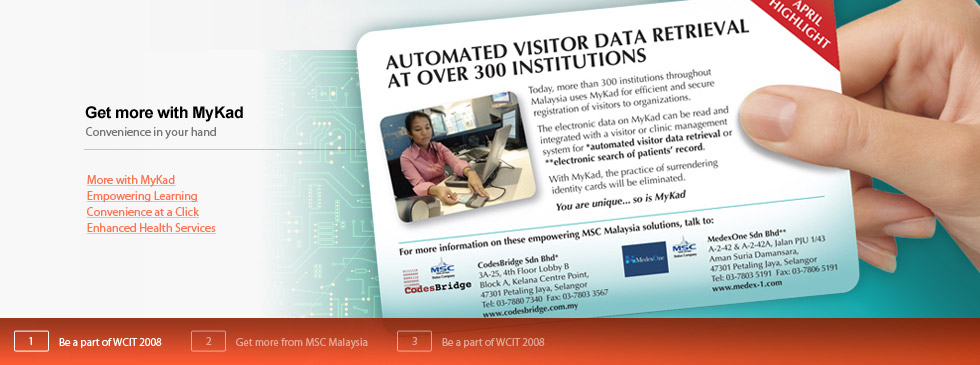 Get more with MyKad
Convenience in your hand
More with MyKad
Empowering Learning
Convenience at a Click
Enhanced Health Services
APRIL
HIGHLIGHT
AUTOMATED VISITOR DATA RETRIEVAL
AT OVER 300 INSTITUTIONS
Today, more than 300 institutions throughout
Malaysia uses MyKad for efficient and secure
registration of visitors to organizations.
The electronic data on MyKad can be read and
integrated with a visitor or clinic management
system for *automated visitor data retrieval or
**electronic search of patients' record.
With MyKad, the practice of surrendering
identity cards will be eliminated.
You are unique... so is MyKad
For more information on these empowering MSC Malaysia solutions, talk to:
CodesBridge
MSC
Status Company
CodesBridge Sdn Bhd*
3A-25, 4th Floor Lobby B
Block A, Kelana Centre Point,
47301 Petaling Jaya, Selangor
Tel: 03-7880 7340 Fax: 03-7803 3567
www.codesbridge.com.my
MedexOne
MSC
Status Company
MedexOne Sdn Bhd**
A-2-42 & A-2-42A, Jalan PJU 1/43
Aman Suria Damansara,
47301 Petaling Jaya, Selangor
Tel: 03-7803 5191 Fax: 03-7806 5191
www.medex-1.com
1 Be a part of WCIT 2008
2 Get more from MSC Malaysia
3 Be a part of WCIT 2008